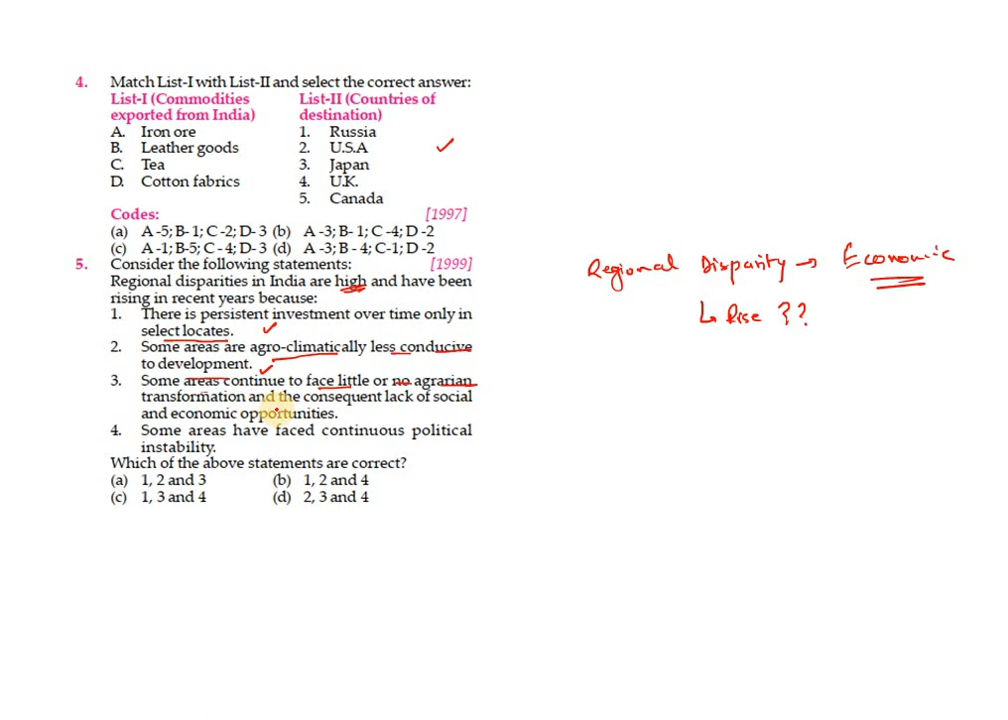 4. Match List-I with List-II and select the correct answer:
List-I (Commodities List-II (Countries of
exported from India) destination)
A. Iron ore 1. Russia
B. Leather goods 2. U.S.A
C. Tea 3. Japan
D. Cotton fabrics 4. U.K.
5. Canada
Codes: [1997]
(a) A-5; B-1; C-2; D-3 (b) A-3; B-1; C-4; D-2
(c) A-1; B-5; C-4; D-3 (d) A-3; B-4; C-1; D-2
5. Consider the following statements: [1999]
Regional disparities in India are high and have been
rising in recent years because:
1. There is persistent investment over time only in
select locates.
2. Some areas are agro-climatically less conducive
to development.
3. Some areas continue to face little or no agrarian
transformation and the consequent lack of social
and economic opportunities.
4. Some areas have faced continuous political
instability.
Which of the above statements are correct?
(a) 1, 2 and 3 (b) 1, 2 and 4
(c) 1, 3 and 4 (d) 2, 3 and 4
Regional Disparity → Economic
↳ Rise ??